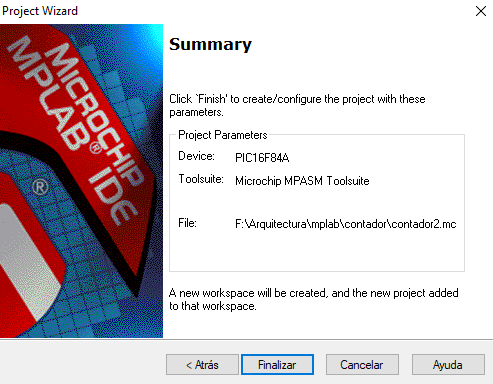 Project Wizard
MICROCHIP
MPLAB® IDE
®
Summary
Click `Finish' to create/configure the project with these
parameters.
Project Parameters
Device: PIC16F84A
Toolsuite: Microchip MPASM Toolsuite
File: F:\Arquitectura\mplab\contador\contador2.mc
A new workspace will be created, and the new project added
to that workspace.
< Atrás Finalizar Cancelar Ayuda